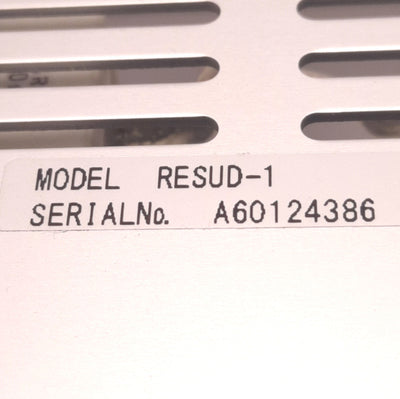 MODEL RESUD-1
SERIALNo. A60124386